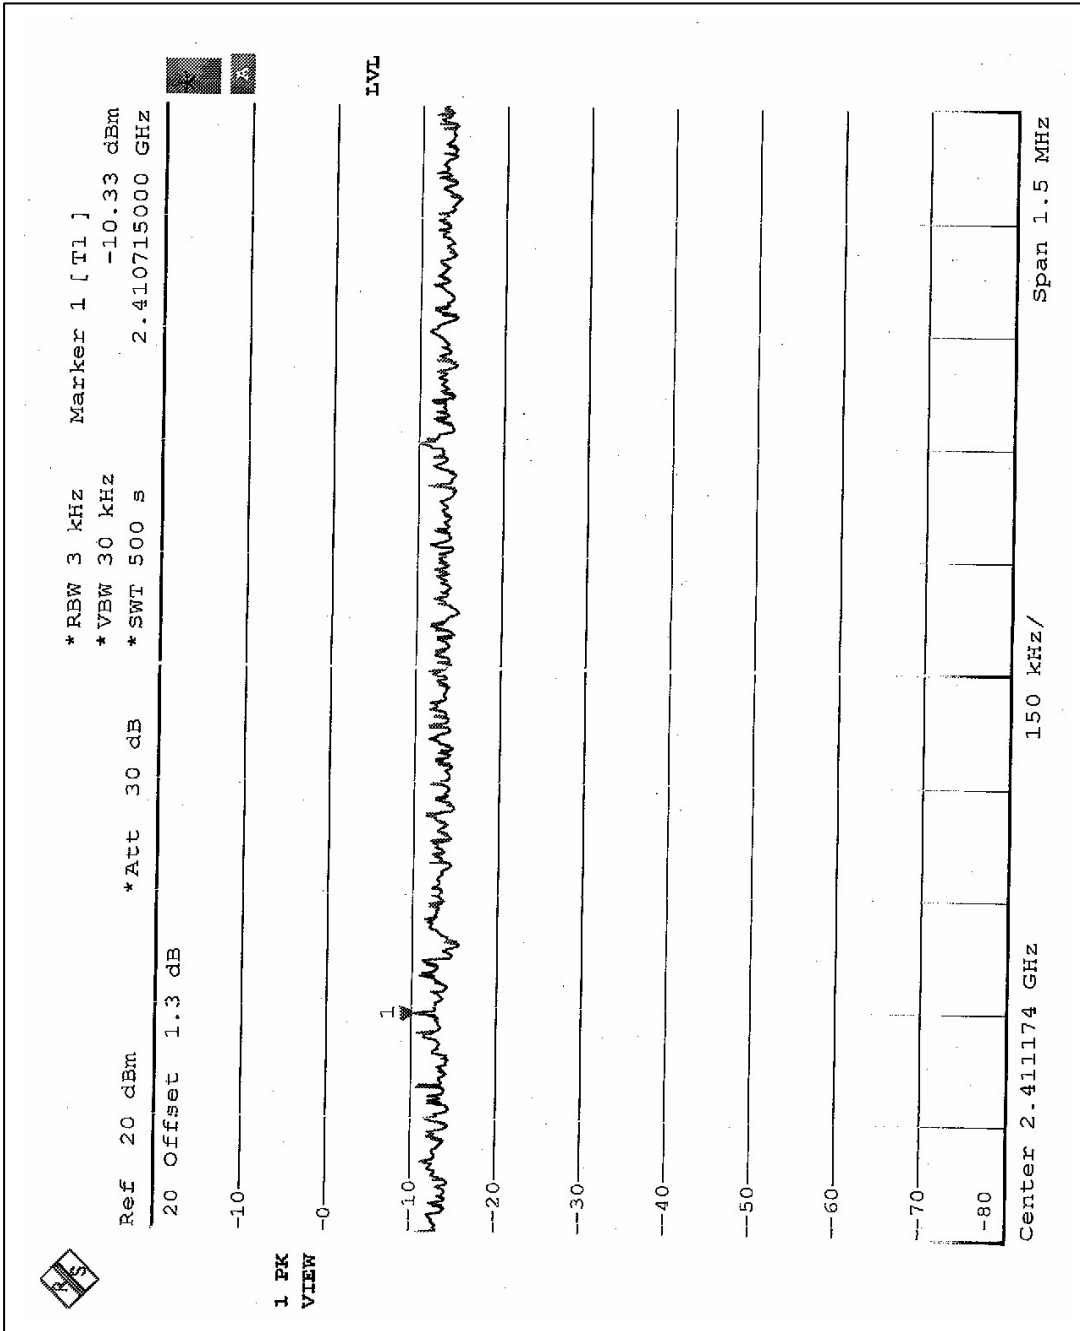 R S
*RBW 3 kHz Marker 1 [T1 ]
*VBW 30 kHz -10.33 dBm
Ref 20 dBm *Att 30 dB *SWT 500 s 2.410715000 GHz
20 Offset 1.3 dB
A
-10
1 PK
VIEW
-0
LVL
1
--10
--20
--30
--40
--50
--60
--70
-80
Center 2.411174 GHz 150 kHz/ Span 1.5 MHz